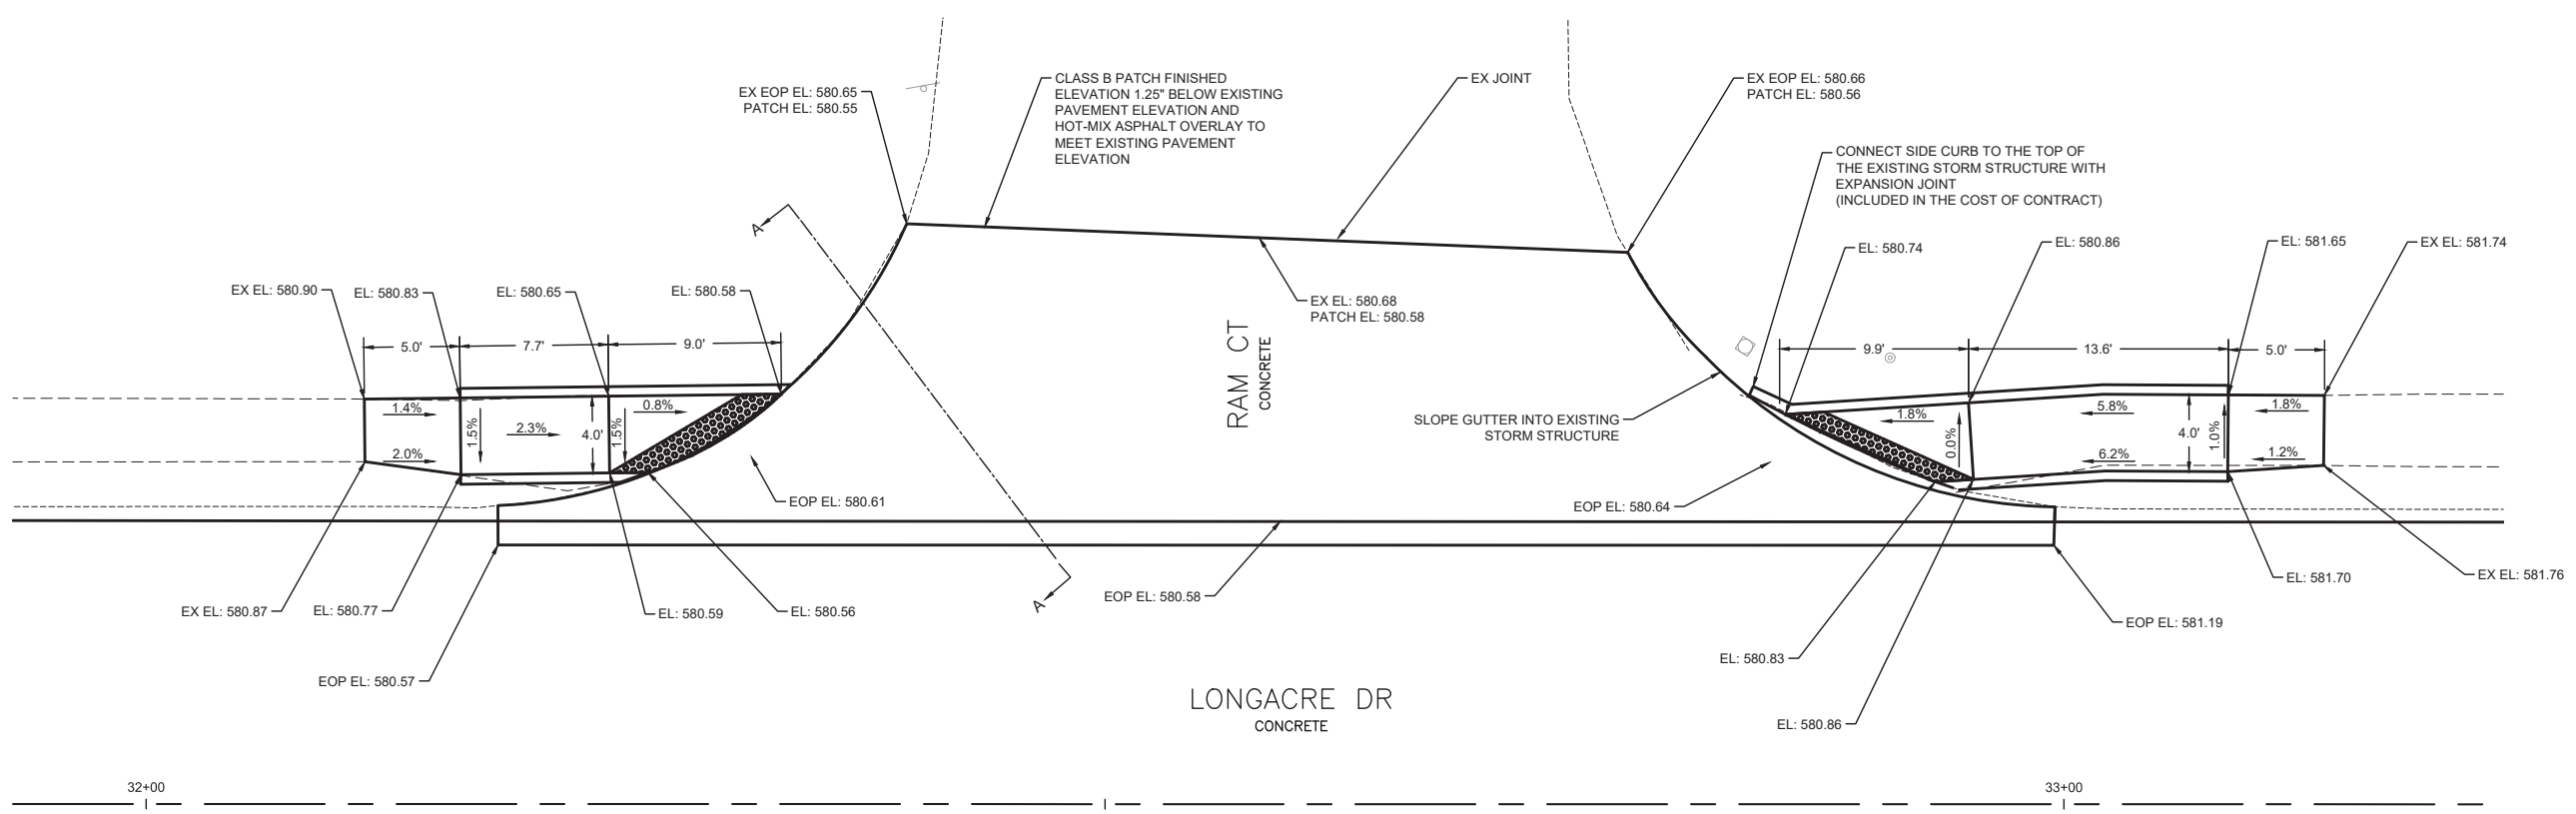 EX EOP EL: 580.65
PATCH EL: 580.55
CLASS B PATCH FINISHED
ELEVATION 1.25" BELOW EXISTING
PAVEMENT ELEVATION AND
HOT-MIX ASPHALT OVERLAY TO
MEET EXISTING PAVEMENT
ELEVATION
EX JOINT
EX EOP EL: 580.66
PATCH EL: 580.56
CONNECT SIDE CURB TO THE TOP OF
THE EXISTING STORM STRUCTURE WITH
EXPANSION JOINT
(INCLUDED IN THE COST OF CONTRACT)
A
EX EL: 580.90
EL: 580.83
EL: 580.65
EL: 580.58
EX EL: 580.68
PATCH EL: 580.58
EL: 580.74
EL: 580.86
EL: 581.65
EX EL: 581.74
5.0'
7.7'
9.0'
9.9'
13.6'
5.0'
RAM CT
CONCRETE
1.4%
2.0%
1.5%
2.3%
4.0'
1.5%
0.8%
SLOPE GUTTER INTO EXISTING
STORM STRUCTURE
1.8%
0.0%
5.8%
6.2%
4.0'
1.0%
1.8%
1.2%
EOP EL: 580.61
EOP EL: 580.64
EX EL: 580.87
EL: 580.77
EL: 580.59
EL: 580.56
A
EOP EL: 580.58
EL: 581.70
EX EL: 581.76
EOP EL: 581.19
EOP EL: 580.57
EL: 580.83
EL: 580.86
LONGACRE DR
CONCRETE
32+00
33+00